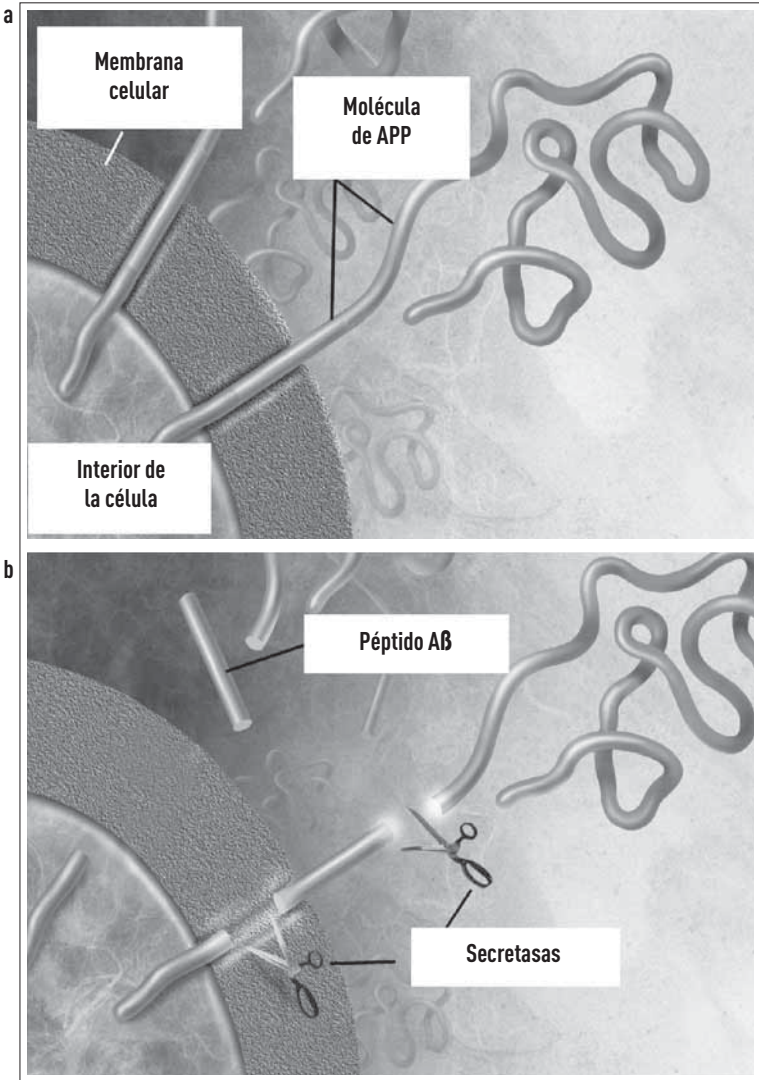 a
Membrana
celular
Molécula
de APP
Interior de
la célula
b
Péptido Aß
Secretasas